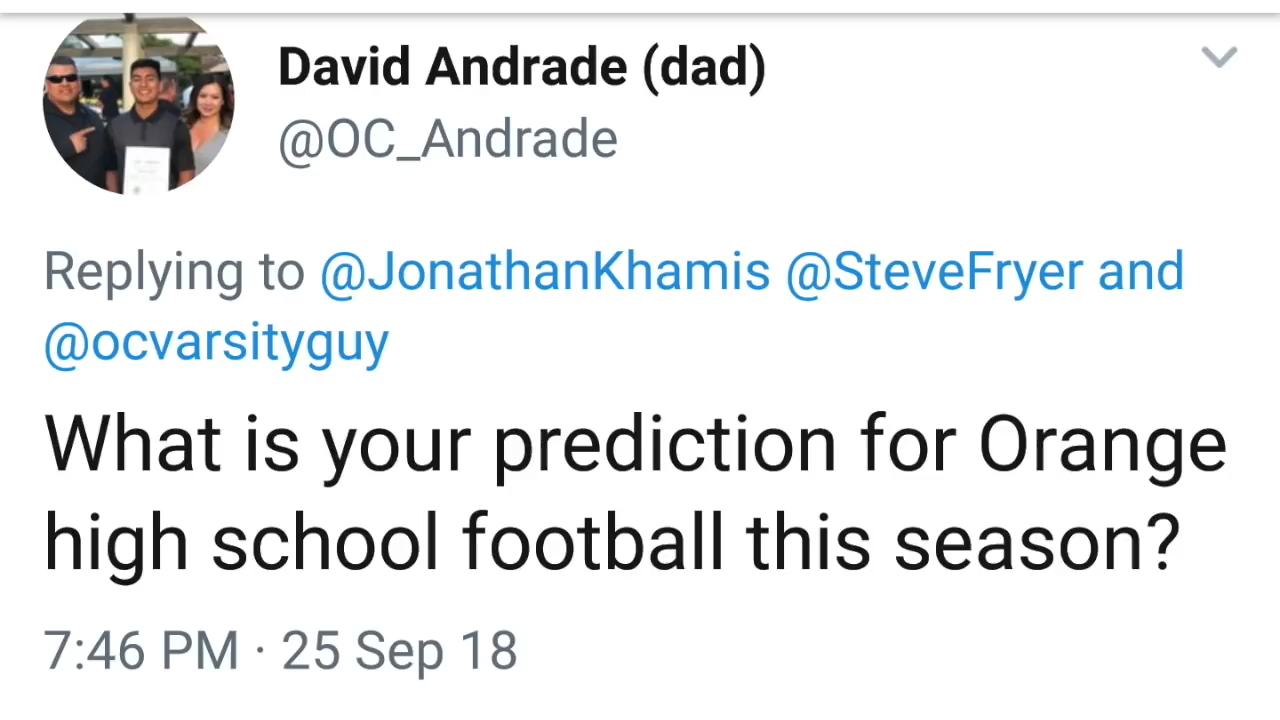 David Andrade (dad)
@OC_Andrade
Replying to @JonathanKhamis @SteveFryer and
@ocvarsityguy
What is your prediction for Orange
high school football this season?
7:46 PM · 25 Sep 18